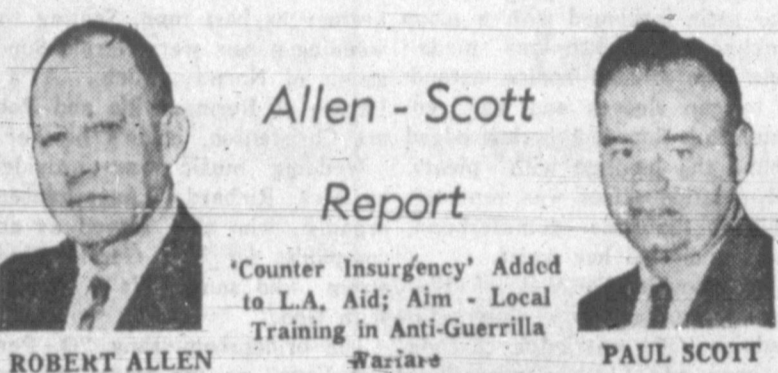 Allen - Scott
Report
'Counter Insurgency' Added
to L.A. Aid; Aim - Local
Training in Anti-Guerrilla
Warfare
ROBERT ALLEN
PAUL SCOTT